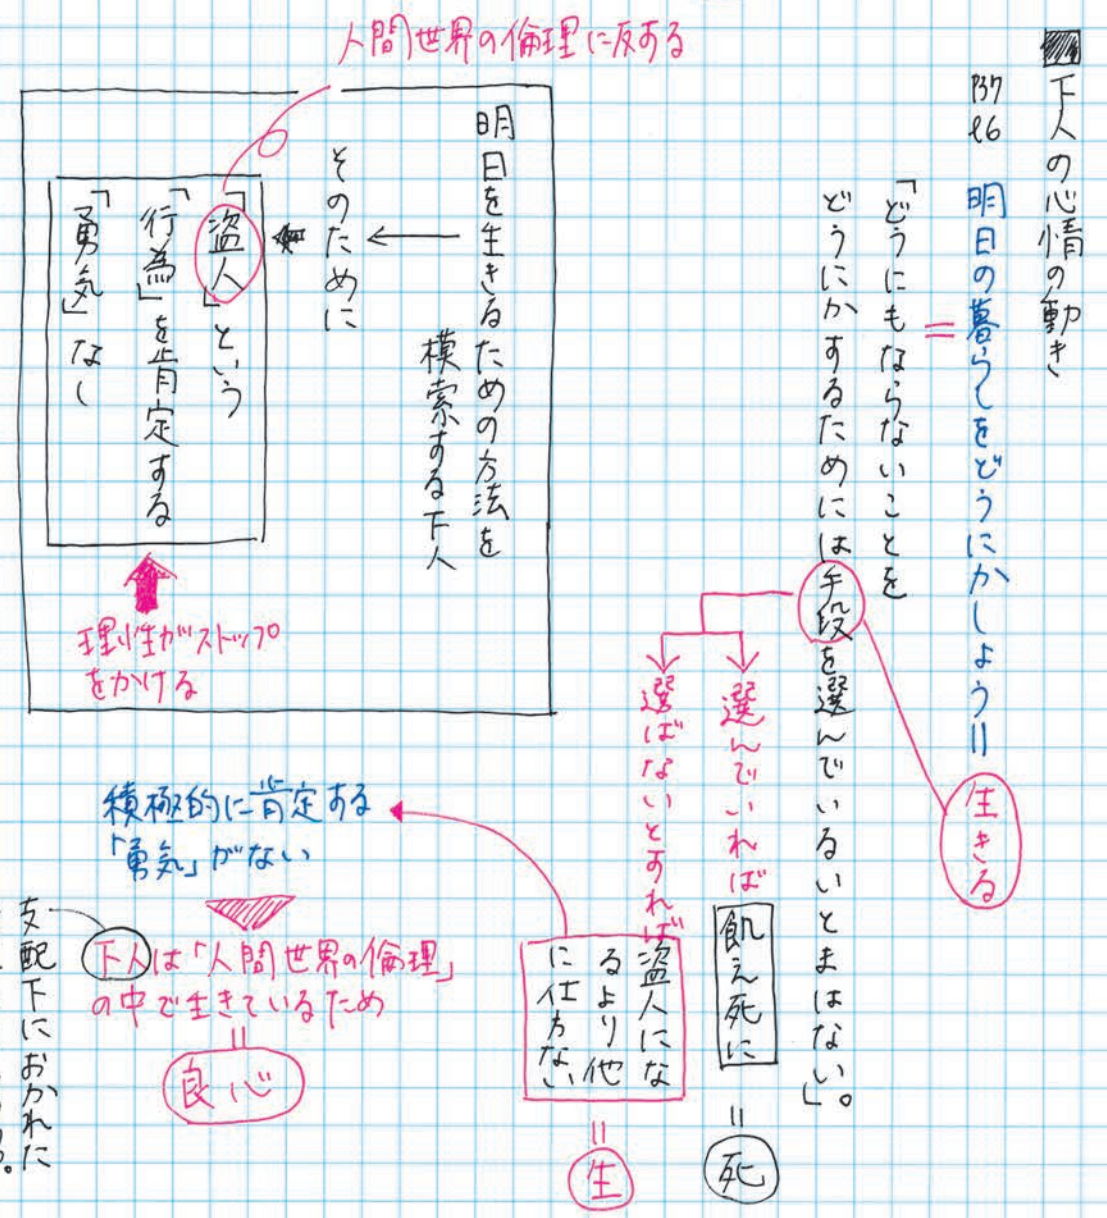 下人の心情の動き
P37 l6 明日の暮らしをどうにかしよう=生きる
=
「どうにもならないことを
どうにかするためには手段を選んでいるいとまはない」。
選んでいれば 飢え死に = 死
選ばないとすれば 盗人にな
るより他
に仕方ない
= 生
人間世界の倫理に反する
明日を生きるための方法を
模索する下人
そのために
「盗人」という
「行為」を肯定する
「勇気」なし
理性がストップ
をかける
積極的に肯定する
「勇気」がない
下人は「人間世界の倫理」
の中で生きているため
=
良心
支配下におかれた